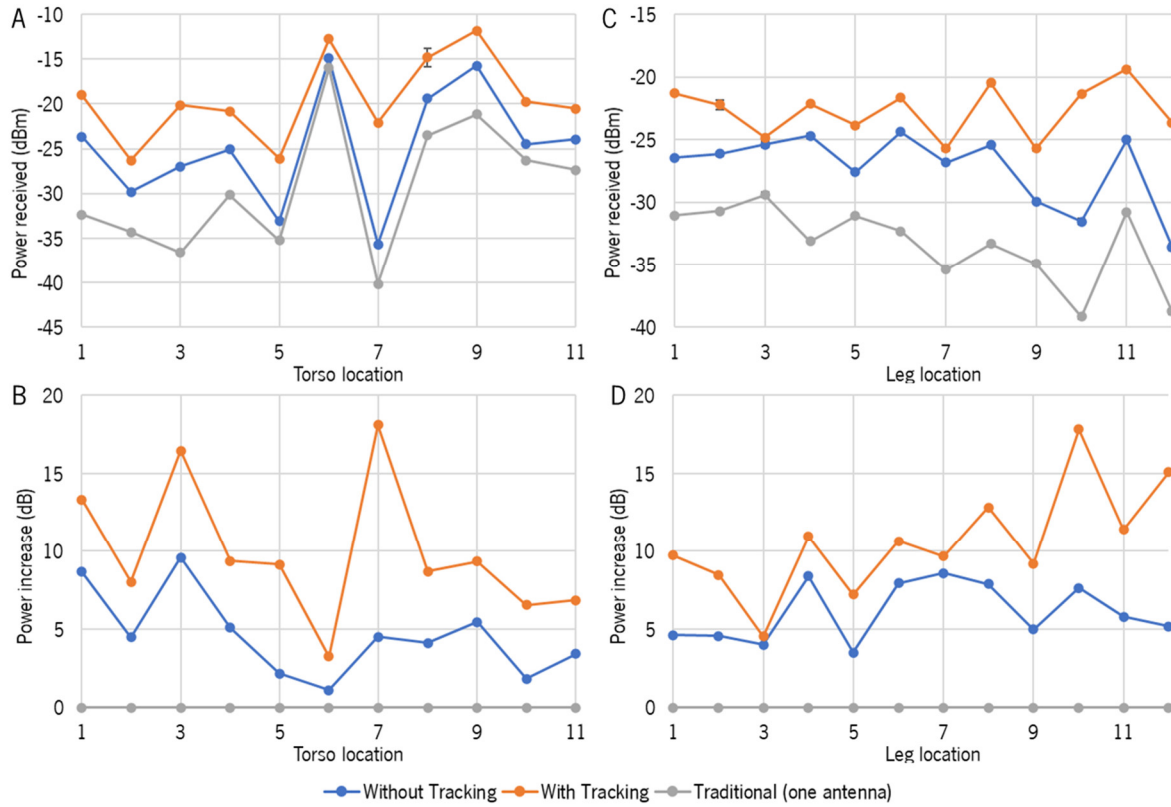 A
Power received (dBm)
-10
-15
-20
-25
-30
-35
-40
-45
1 3 5 7 9 11
Torso location
C
Power received (dBm)
-15
-20
-25
-30
-35
-40
1 3 5 7 9 11
Leg location
B
Power increase (dB)
20
15
10
5
0
1 3 5 7 9 11
Torso location
D
Power increase (dB)
20
15
10
5
0
1 3 5 7 9 11
Leg location
Without Tracking With Tracking Traditional (one antenna)